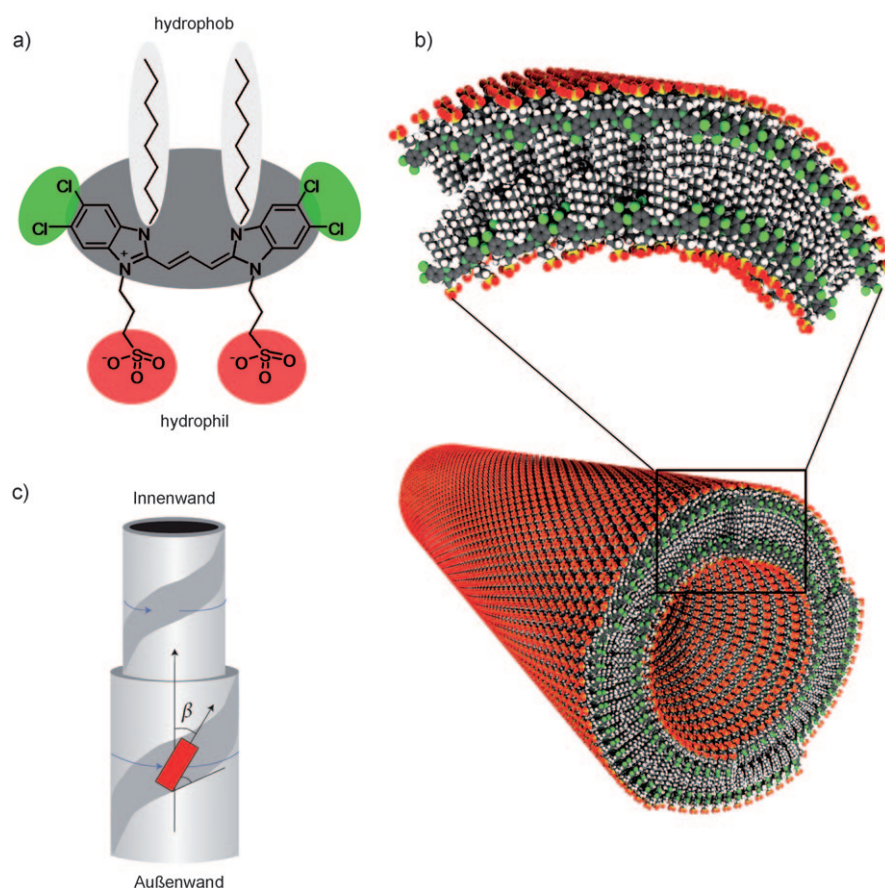 a)
hydrophob
Cl
Cl
Cl
Cl
N
N
N
+
N
-O
S
O
O
-O
S
O
O
hydrophil
b)
c)
Innenwand
β
Außenwand